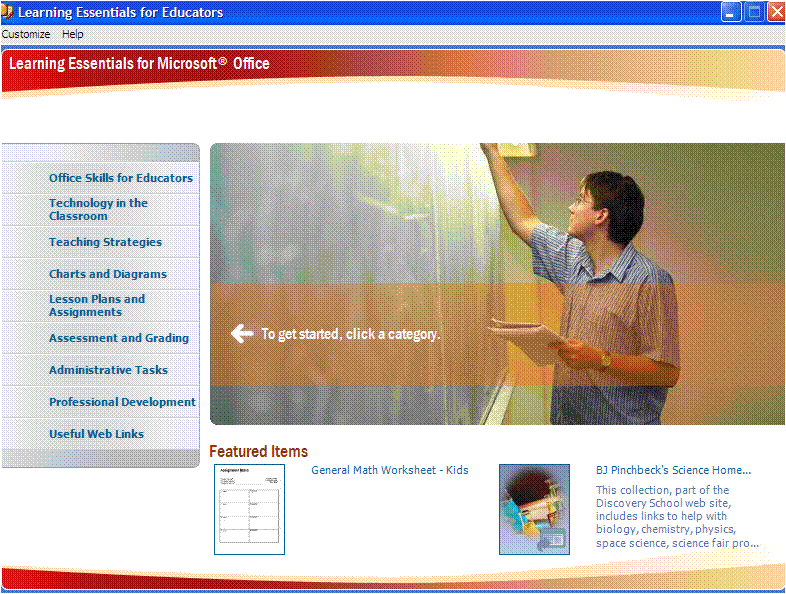 Learning Essentials for Educators
Customize Help
Learning Essentials for Microsoft® Office
Office Skills for Educators
Technology in the
Classroom
Teaching Strategies
Charts and Diagrams
Lesson Plans and
Assignments
Assessment and Grading
Administrative Tasks
Professional Development
Useful Web Links
To get started, click a category.
Featured Items
General Math Worksheet - Kids
BJ Pinchbeck's Science Home...
This collection, part of the
Discovery School web site,
includes links to help with
biology, chemistry, physics,
space science, science fair pro...